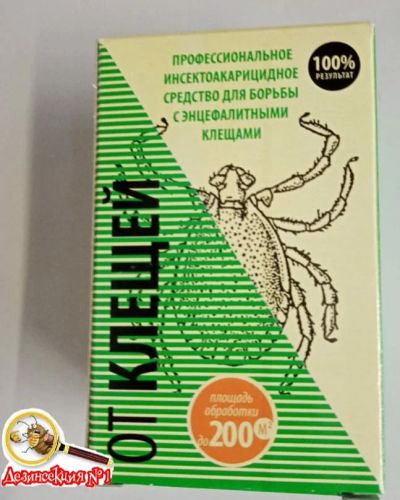 ПРОФЕССИОНАЛЬНОЕ
ИНСЕКТОАКАРИЦИДНОЕ
СРЕДСТВО ДЛЯ БОРЬБЫ
С ЭНЦЕФАЛИТНЫМИ
КЛЕЩАМИ
100%
РЕЗУЛЬТАТ
ОТ КЛЕЩЕЙ
площадь
обработки
до 200 м²
Дезинсекция №1